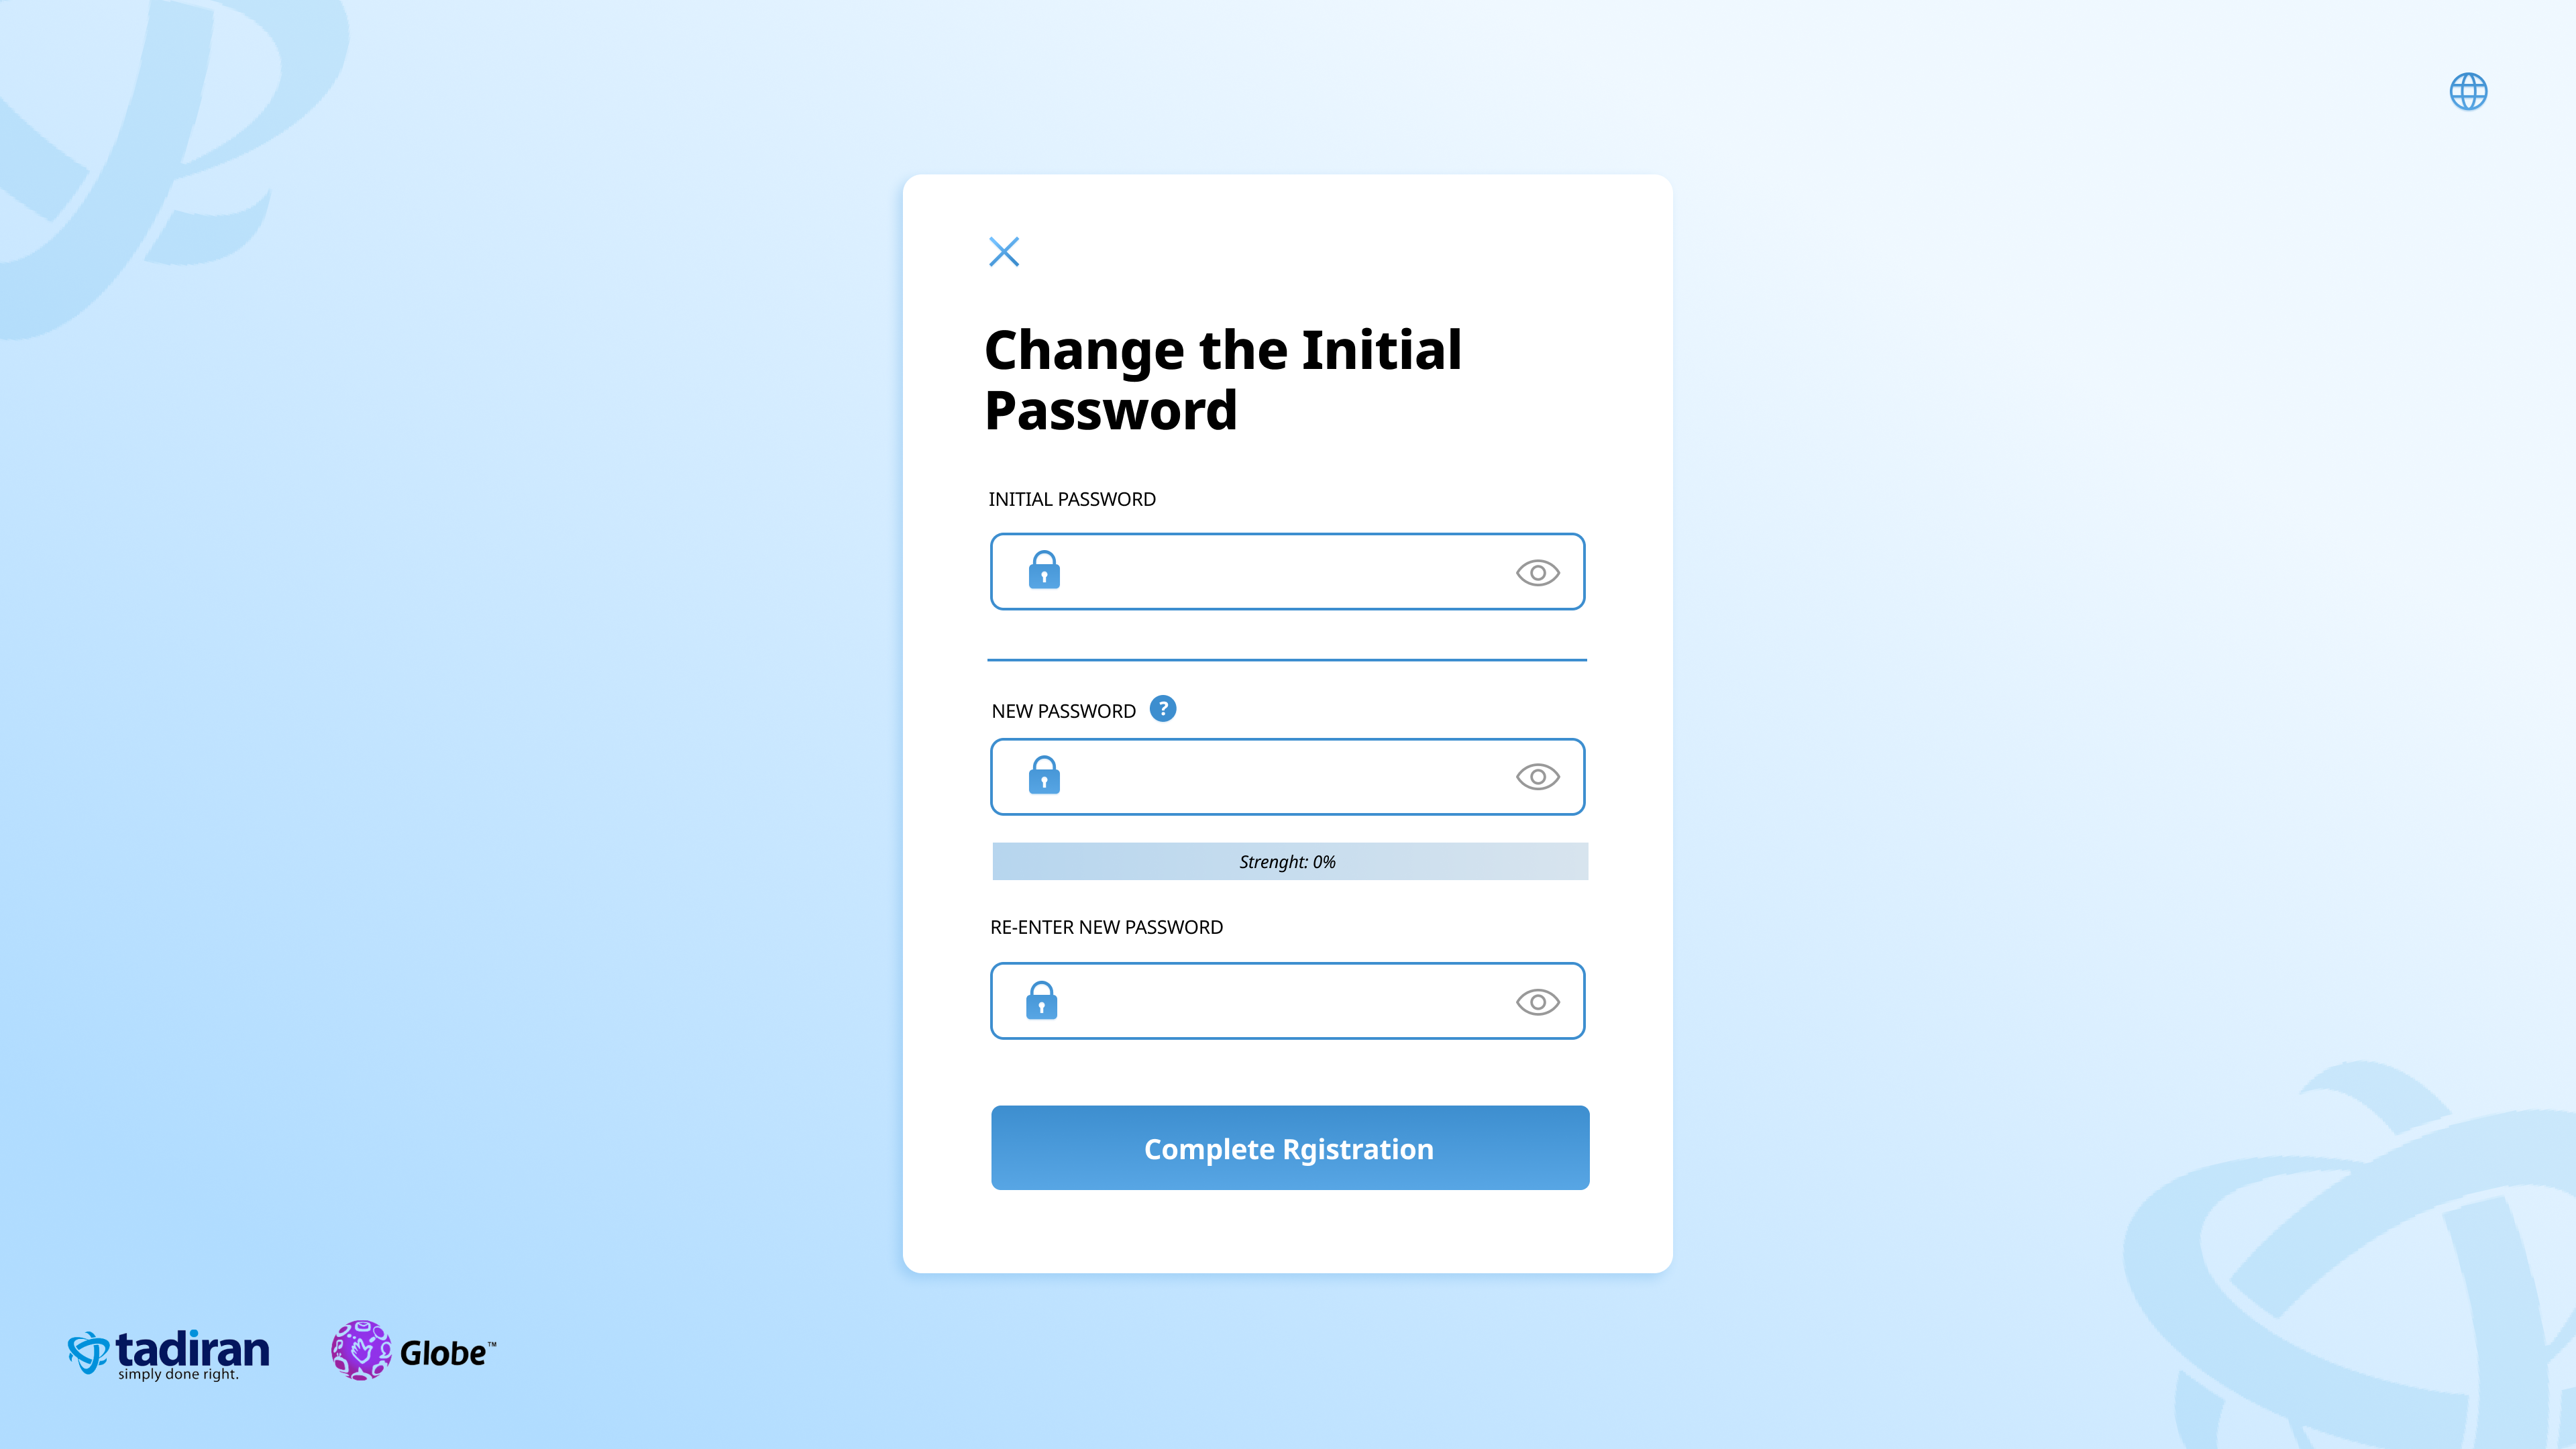 Change the Initial
Password
INITIAL PASSWORD
NEW PASSWORD ?
Strenght: 0%
RE-ENTER NEW PASSWORD
Complete Rgistration
tadiran
simply done right.
Globe™